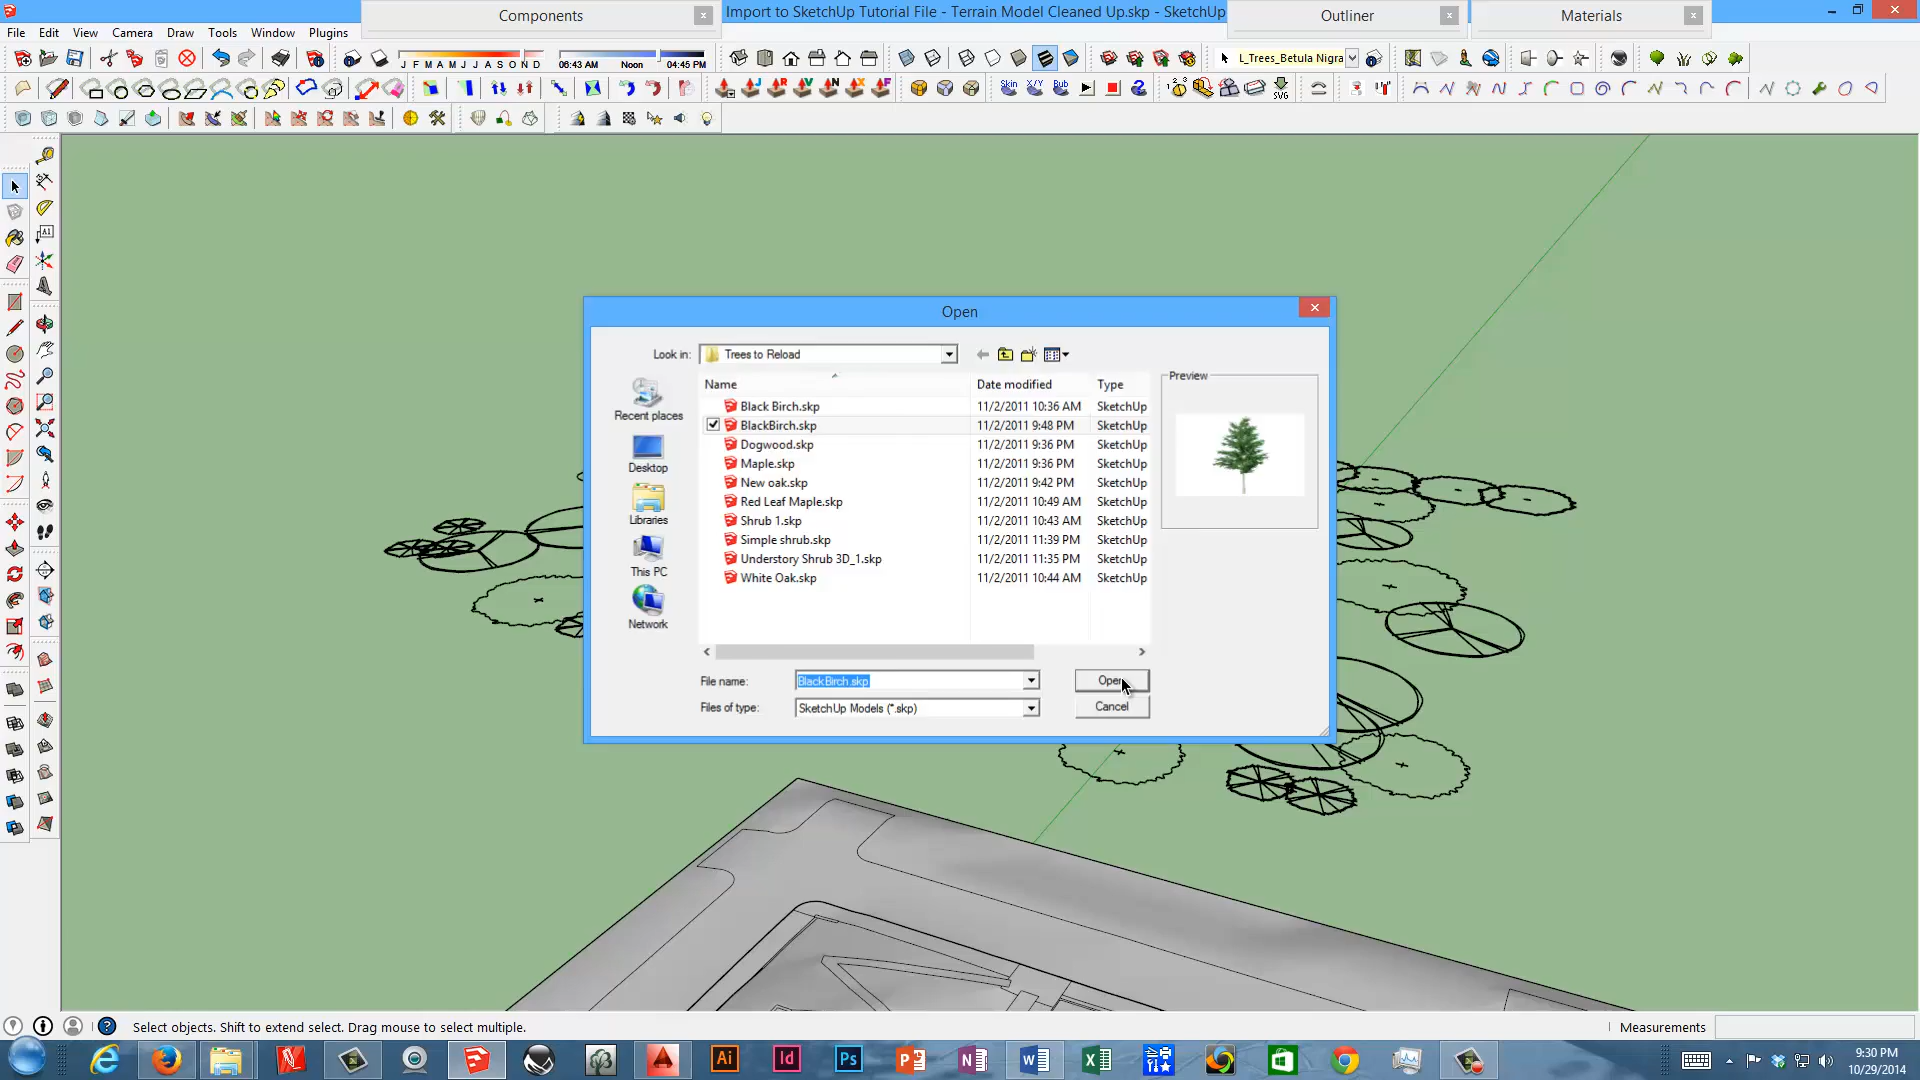 Components
Import to SketchUp Tutorial File - Terrain Model Cleaned Up.skp - SketchUp
Outliner
Materials
File Edit View Camera Draw Tools Window Plugins
J F M A M J J A S O N D
06:43 AM Noon 04:45 PM
L_Trees_Betula Nigra
J R V N X F
Skin X/Y Bub
SVG
A1
Open
Look in: Trees to Reload
Name Date modified Type
Preview
Black Birch.skp 11/2/2011 10:36 AM SketchUp
BlackBirch.skp 11/2/2011 9:48 PM SketchUp
Dogwood.skp 11/2/2011 9:36 PM SketchUp
Maple.skp 11/2/2011 9:36 PM SketchUp
New oak.skp 11/2/2011 9:42 PM SketchUp
Red Leaf Maple.skp 11/2/2011 10:49 AM SketchUp
Shrub 1.skp 11/2/2011 10:43 AM SketchUp
Simple shrub.skp 11/2/2011 11:39 PM SketchUp
Understory Shrub 3D_1.skp 11/2/2011 11:35 PM SketchUp
White Oak.skp 11/2/2011 10:44 AM SketchUp
Recent places
Desktop
Libraries
This PC
Network
File name: BlackBirch.skp Open
Files of type: SketchUp Models (*.skp) Cancel
Select objects. Shift to extend select. Drag mouse to select multiple.
Measurements
Ai Id Ps
9:30 PM
10/29/2014